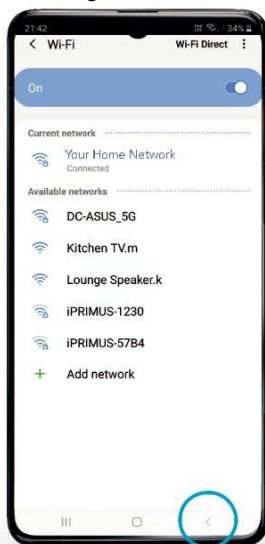 21:42 34%
Wi-Fi Wi-Fi Direct
On
Current network
Your Home Network
Connected
Available networks
DC-ASUS_5G
Kitchen TV.m
Lounge Speaker.k
iPRIMUS-1230
iPRIMUS-57B4
Add network